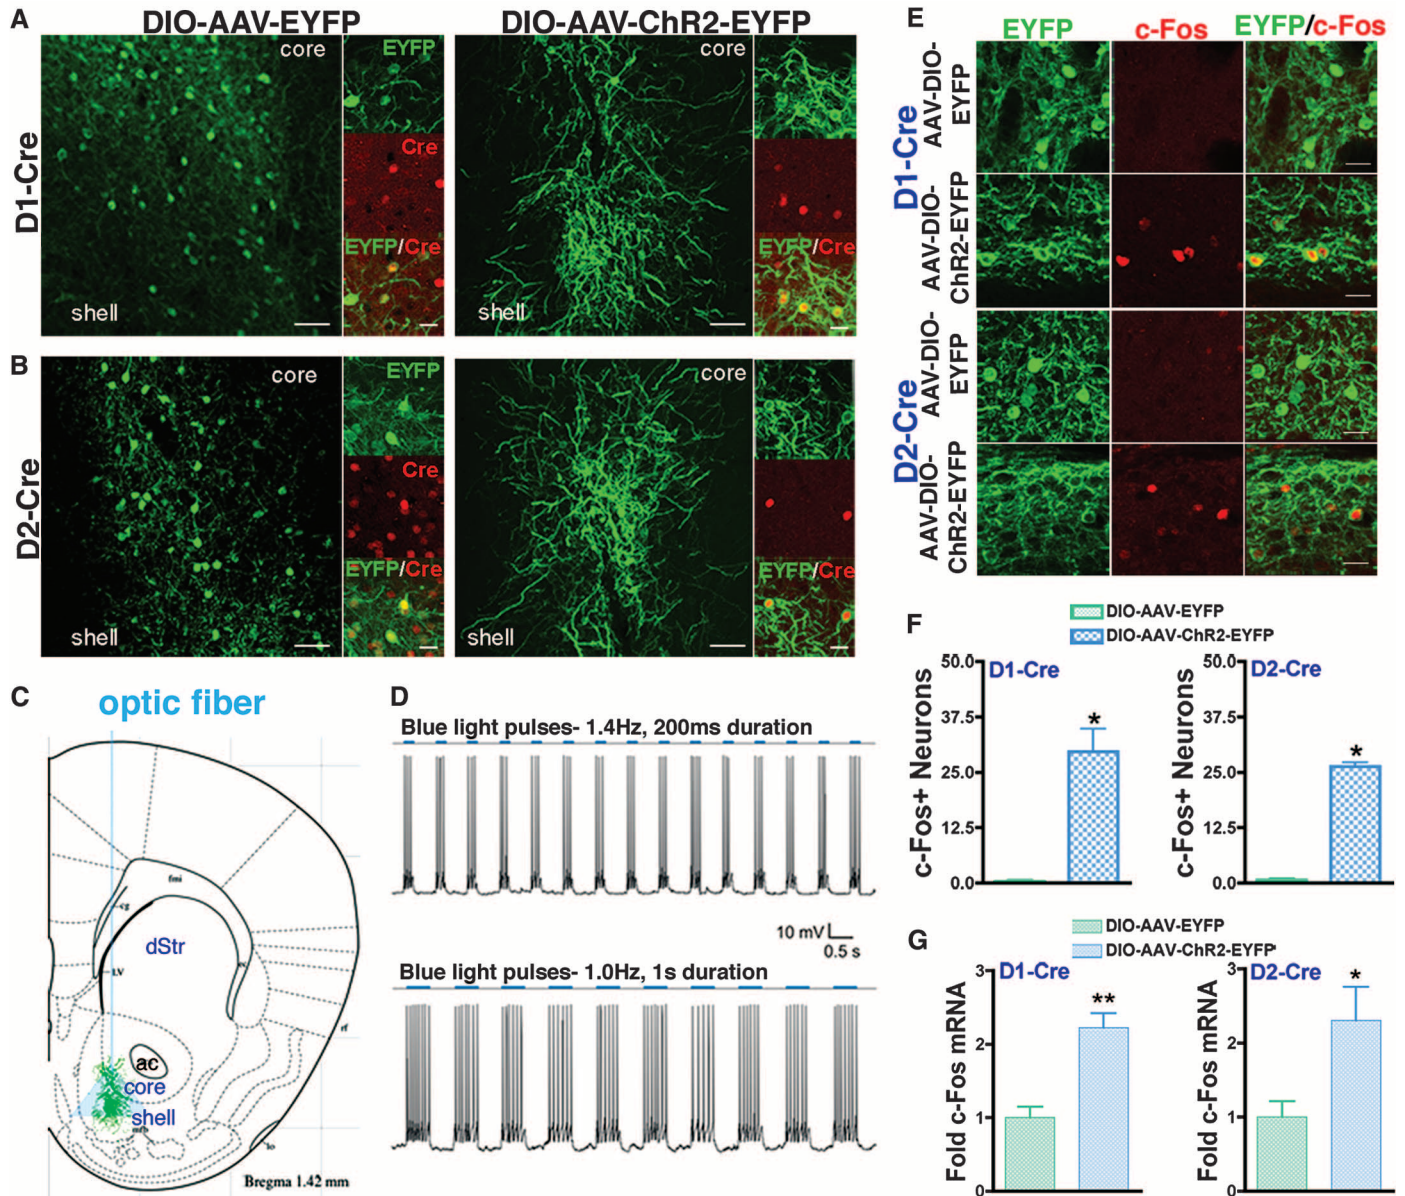 A
DIO-AAV-EYFP
DIO-AAV-ChR2-EYFP
D1-Cre
core
shell
EYFP
Cre
EYFP/Cre
core
shell
EYFP/Cre
B
D2-Cre
core
shell
EYFP
Cre
EYFP/Cre
core
shell
EYFP/Cre
C
optic fiber
fmi
cg
dStr
LV
ec
rf
ac
core
shell
Bregma 1.42 mm
D
Blue light pulses- 1.4Hz, 200ms duration
10 mV
0.5 s
Blue light pulses- 1.0Hz, 1s duration
E
EYFP
c-Fos
EYFP/c-Fos
D1-Cre
AAV-DIO-
EYFP
AAV-DIO-
ChR2-EYFP
D2-Cre
AAV-DIO-
EYFP
AAV-DIO-
ChR2-EYFP
F
DIO-AAV-EYFP
DIO-AAV-ChR2-EYFP
c-Fos+ Neurons
50.0
37.5
25.0
12.5
0.0
D1-Cre
*
c-Fos+ Neurons
50.0
37.5
25.0
12.5
0.0
D2-Cre
*
G
DIO-AAV-EYFP
DIO-AAV-ChR2-EYFP
Fold c-Fos mRNA
3
2
1
0
D1-Cre
**
Fold c-Fos mRNA
3
2
1
0
D2-Cre
*